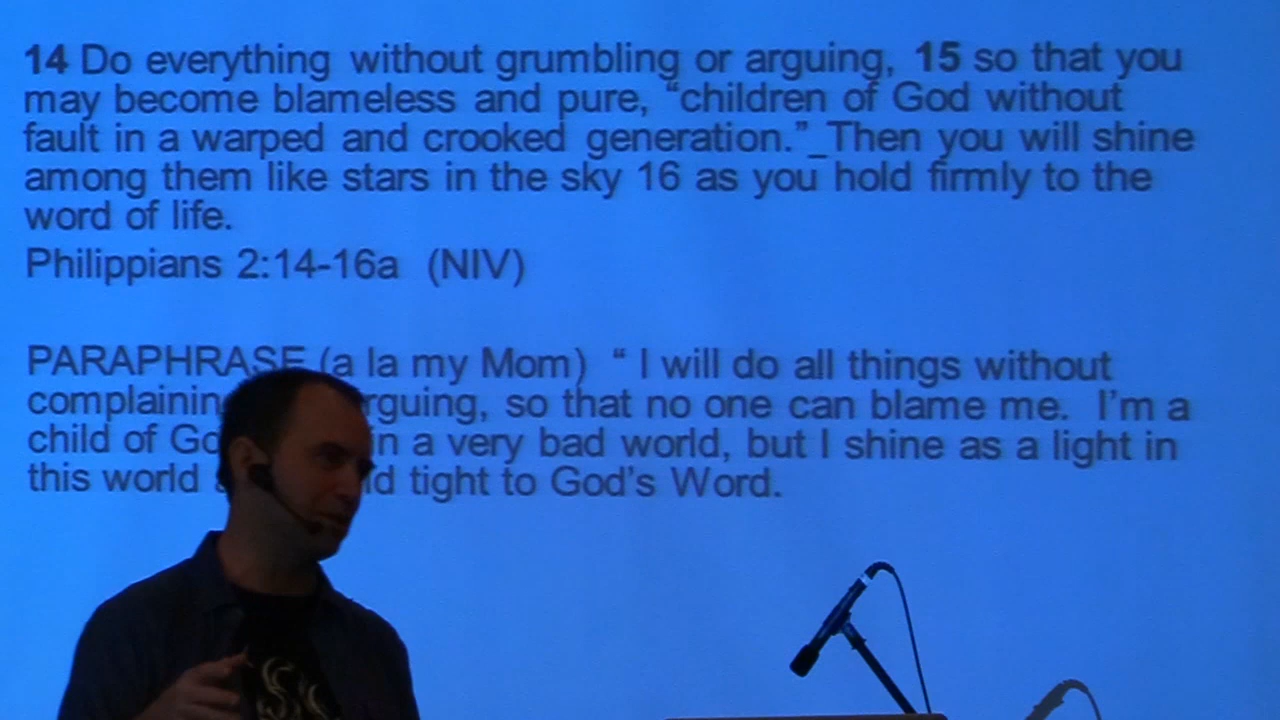 14 Do everything without grumbling or arguing, 15 so that you
may become blameless and pure, “children of God without
fault in a warped and crooked generation.”_Then you will shine
among them like stars in the sky 16 as you hold firmly to the
word of life.
Philippians 2:14-16a (NIV)
PARAPHRASE (a la my Mom) “ I will do all things without
complainin rguing, so that no one can blame me. I’m a
child of Go n a very bad world, but I shine as a light in
this world ld tight to God’s Word.